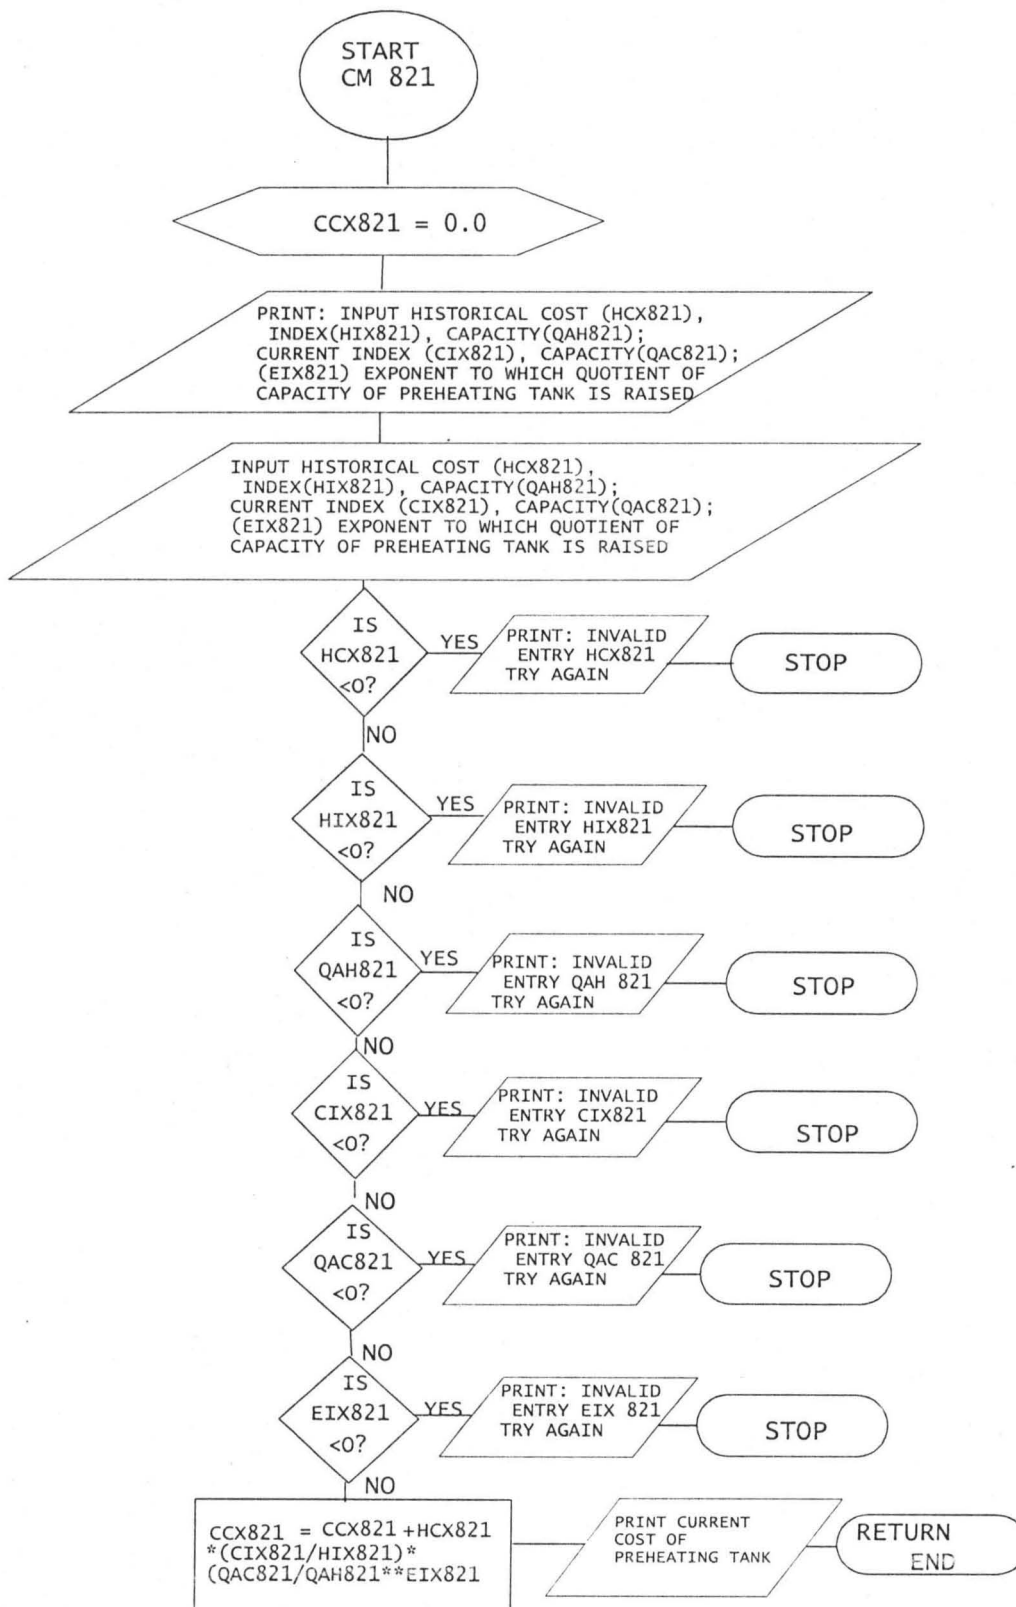 START
CM 821
CCX821 = 0.0
PRINT: INPUT HISTORICAL COST (HCX821),
INDEX(HIX821), CAPACITY(QAH821);
CURRENT INDEX (CIX821), CAPACITY(QAC821);
(EIX821) EXPONENT TO WHICH QUOTIENT OF
CAPACITY OF PREHEATING TANK IS RAISED
INPUT HISTORICAL COST (HCX821),
INDEX(HIX821), CAPACITY(QAH821);
CURRENT INDEX (CIX821), CAPACITY(QAC821);
(EIX821) EXPONENT TO WHICH QUOTIENT OF
CAPACITY OF PREHEATING TANK IS RAISED
IS
HCX821
<0?
YES
PRINT: INVALID
ENTRY HCX821
TRY AGAIN
STOP
NO
IS
HIX821
<0?
YES
PRINT: INVALID
ENTRY HIX821
TRY AGAIN
STOP
NO
IS
QAH821
<0?
YES
PRINT: INVALID
ENTRY QAH 821
TRY AGAIN
STOP
NO
IS
CIX821
<0?
YES
PRINT: INVALID
ENTRY CIX821
TRY AGAIN
STOP
NO
IS
QAC821
<0?
YES
PRINT: INVALID
ENTRY QAC 821
TRY AGAIN
STOP
NO
IS
EIX821
<0?
YES
PRINT: INVALID
ENTRY EIX 821
TRY AGAIN
STOP
NO
CCX821 = CCX821 +HCX821
*(CIX821/HIX821)*
(QAC821/QAH821**EIX821
PRINT CURRENT
COST OF
PREHEATING TANK
RETURN
END